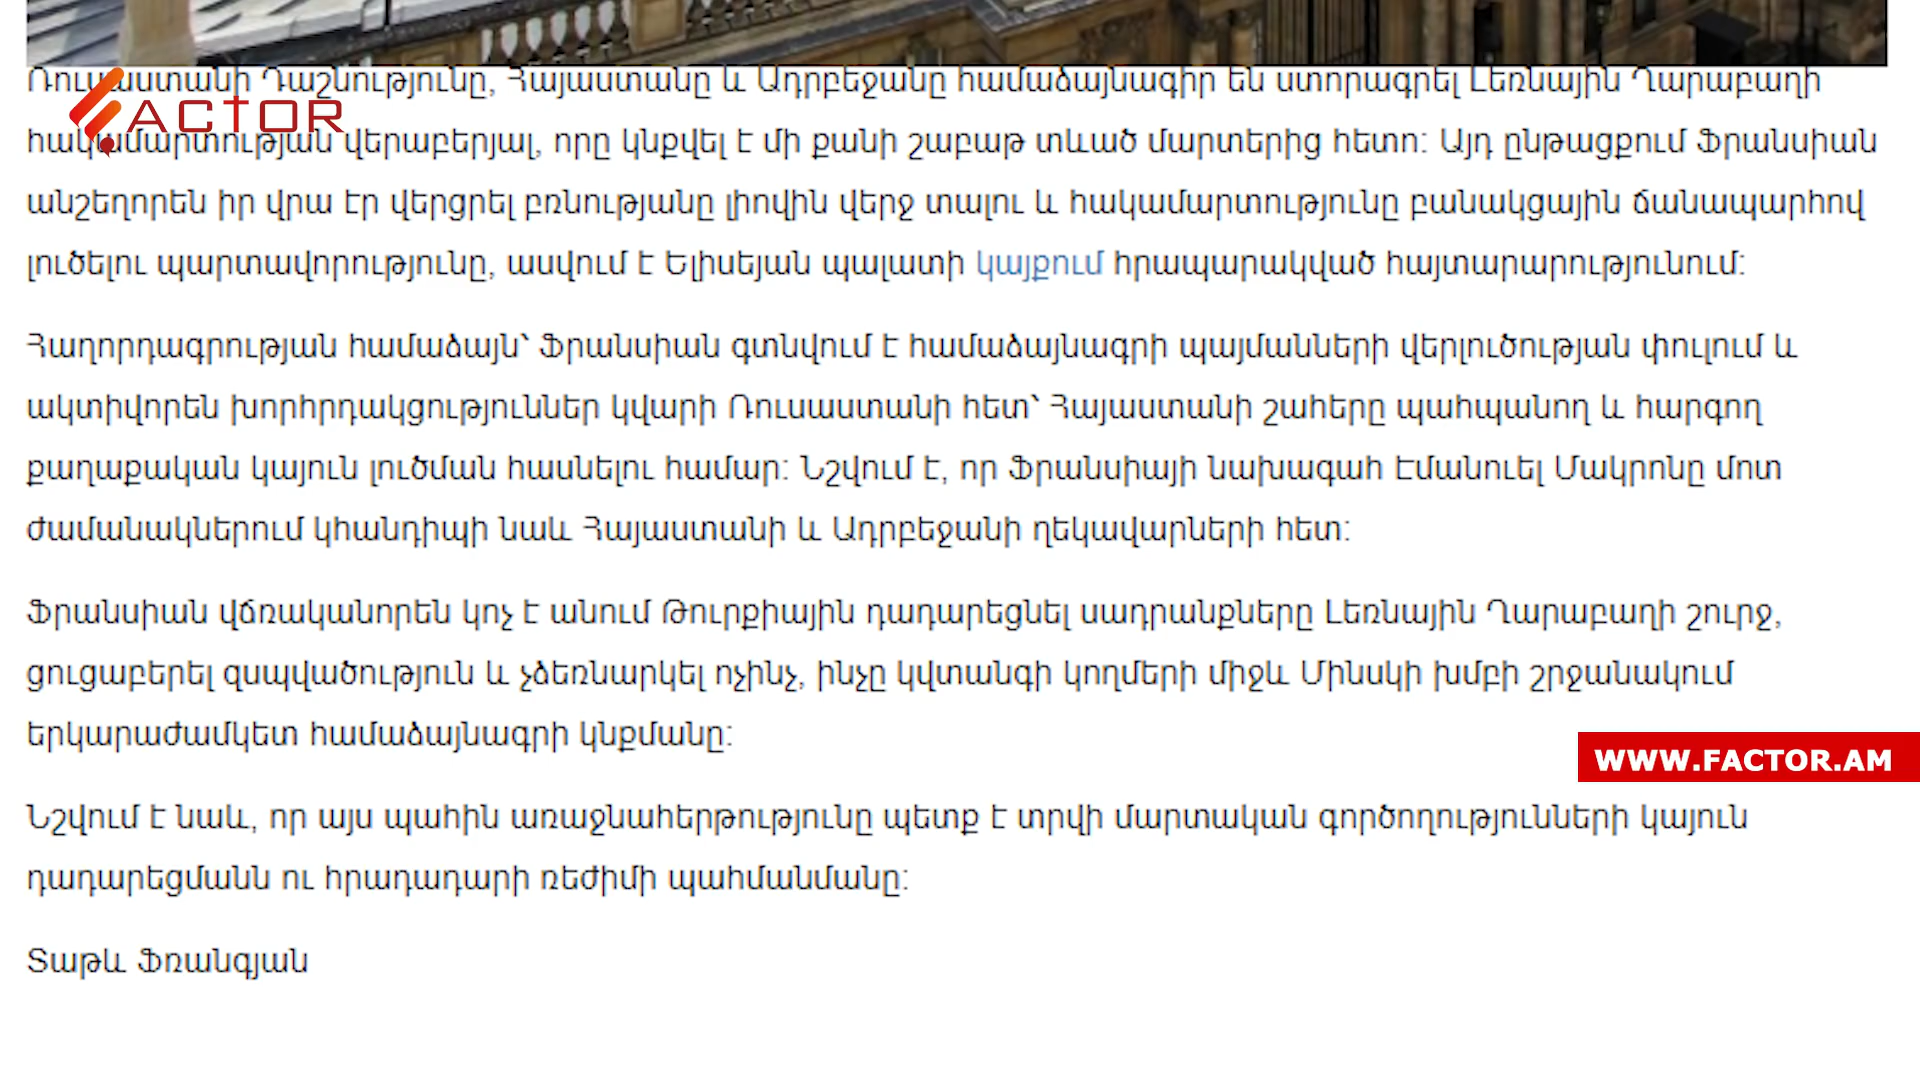 Ռուսաստանի Դաշնությունը, Հայաստանը և Ադրբեջանը համաձայնագիր են ստորագրել Լեռնային Ղարաբաղի
FACTOR
հակամարտության վերաբերյալ, որը կնքվել է մի քանի շաբաթ տևած մարտերից հետո: Այդ ընթացքում Ֆրանսիան
անշեղորեն իր վրա էր վերցրել բռնությանը լիովին վերջ տալու և հակամարտությունը բանակցային ճանապարհով
լուծելու պարտավորությունը, ասվում է Ելիսեյան պալատի կայքում հրապարակված հայտարարությունում:
Հաղորդագրության համաձայն՝ Ֆրանսիան գտնվում է համաձայնագրի պայմանների վերլուծության փուլում և
ակտիվորեն խորհրդակցություններ կվարի Ռուսաստանի հետ՝ Հայաստանի շահերը պահպանող և հարգող
քաղաքական կայուն լուծման հասնելու համար: Նշվում է, որ Ֆրանսիայի նախագահ Էմանուել Մակրոնը մոտ
ժամանակներում կհանդիպի նաև Հայաստանի և Ադրբեջանի ղեկավարների հետ:
Ֆրանսիան վճռականորեն կոչ է անում Թուրքիային դադարեցնել սադրանքները Լեռնային Ղարաբաղի շուրջ,
ցուցաբերել զսպվածություն և չձեռնարկել ոչինչ, ինչը կվտանգի կողմերի միջև Մինսկի խմբի շրջանակում
երկարաժամկետ համաձայնագրի կնքմանը:
WWW.FACTOR.AM
Նշվում է նաև, որ այս պահին առաջնահերթությունը պետք է տրվի մարտական գործողությունների կայուն
դադարեցմանն ու հրադադարի ռեժիմի պահմանմանը:
Տաթև Ֆռանգյան